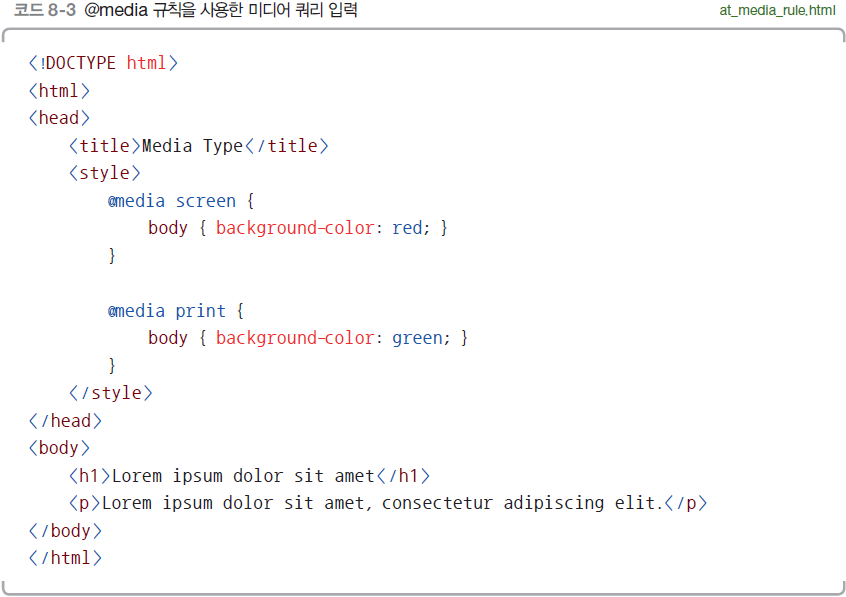 코드 8-3 @media 규칙을 사용한 미디어 쿼리 입력 at_media_rule.html
<!DOCTYPE html>
<html>
<head>
    <title>Media Type</title>
    <style>
        @media screen {
            body { background-color: red; }
        }

        @media print {
            body { background-color: green; }
        }
    </style>
</head>
<body>
    <h1>Lorem ipsum dolor sit amet</h1>
    <p>Lorem ipsum dolor sit amet, consectetur adipiscing elit.</p>
</body>
</html>